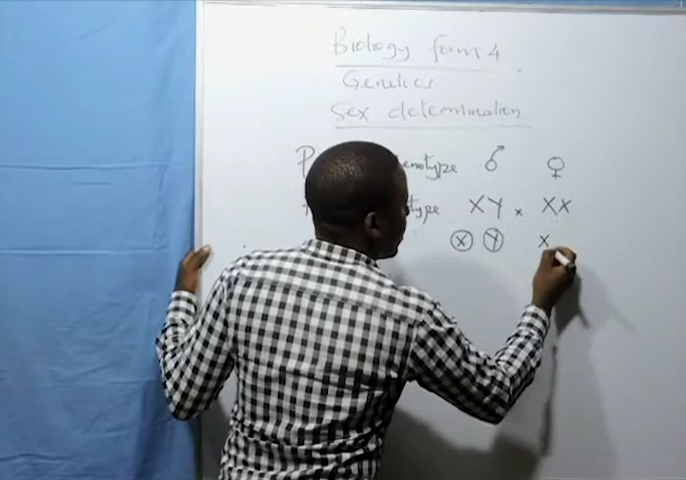 Biology form 4
Genetics
Sex determination
♂ ♀
XY x XX
X Y X